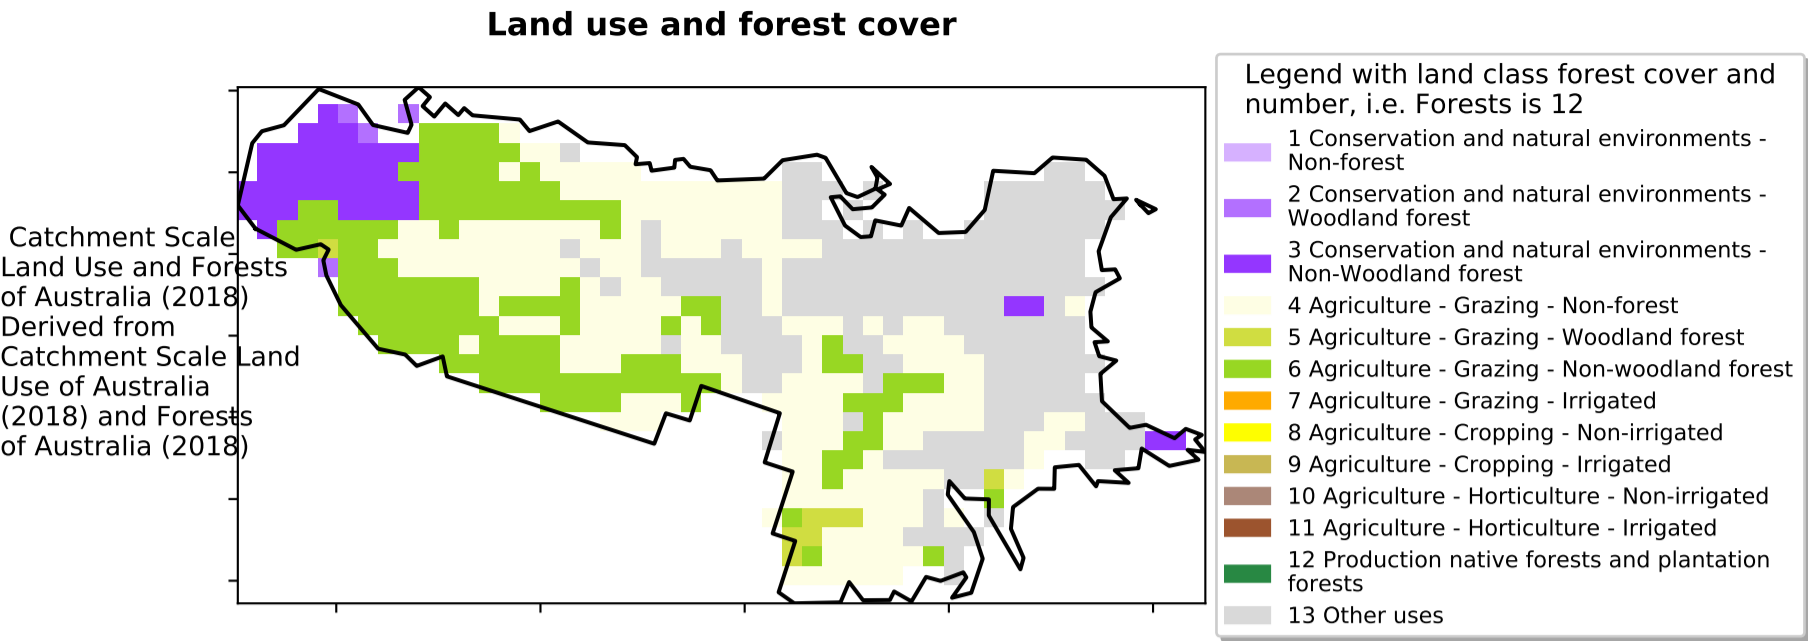 Land use and forest cover
Catchment Scale
Land Use and Forests
of Australia (2018)
Derived from
Catchment Scale Land
Use of Australia
(2018) and Forests
of Australia (2018)
Legend with land class forest cover and
number, i.e. Forests is 12
1 Conservation and natural environments -
Non-forest
2 Conservation and natural environments -
Woodland forest
3 Conservation and natural environments -
Non-Woodland forest
4 Agriculture - Grazing - Non-forest
5 Agriculture - Grazing - Woodland forest
6 Agriculture - Grazing - Non-woodland forest
7 Agriculture - Grazing - Irrigated
8 Agriculture - Cropping - Non-irrigated
9 Agriculture - Cropping - Irrigated
10 Agriculture - Horticulture - Non-irrigated
11 Agriculture - Horticulture - Irrigated
12 Production native forests and plantation
forests
13 Other uses